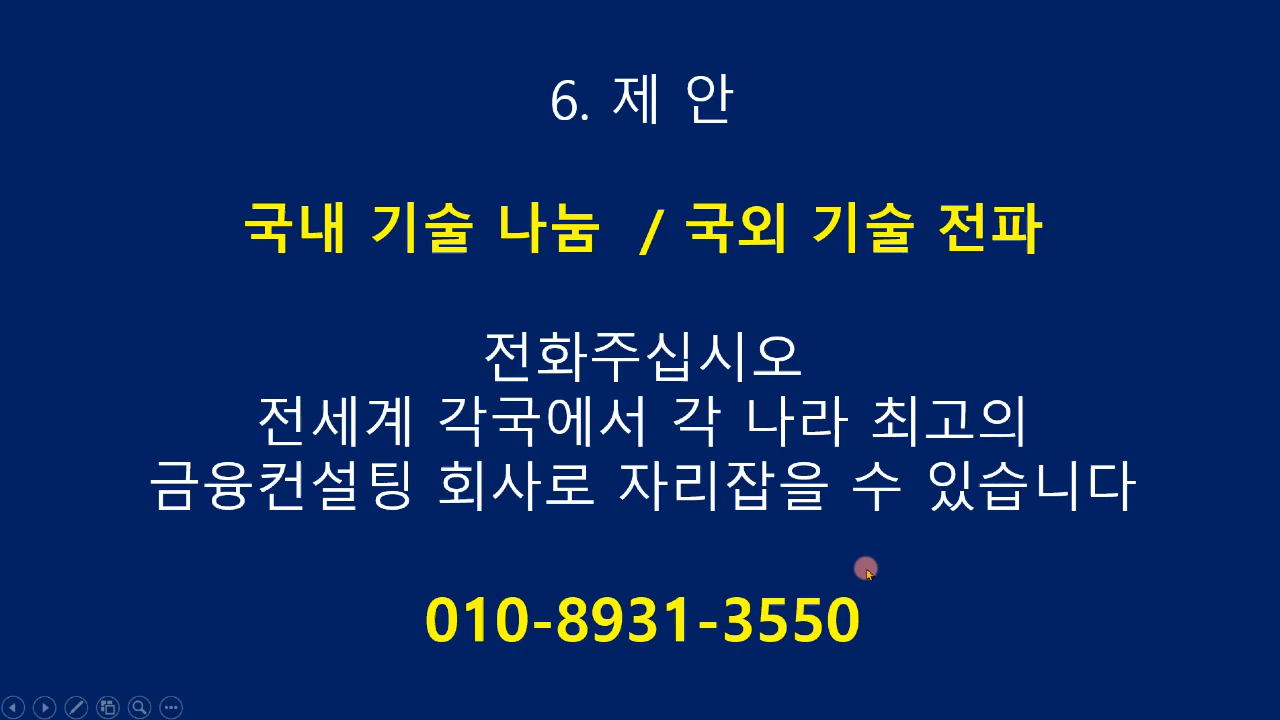 6. 제 안
국내 기술 나눔 / 국외 기술 전파
전화주십시오
전세계 각국에서 각 나라 최고의
금융컨설팅 회사로 자리잡을 수 있습니다
010-8931-3550